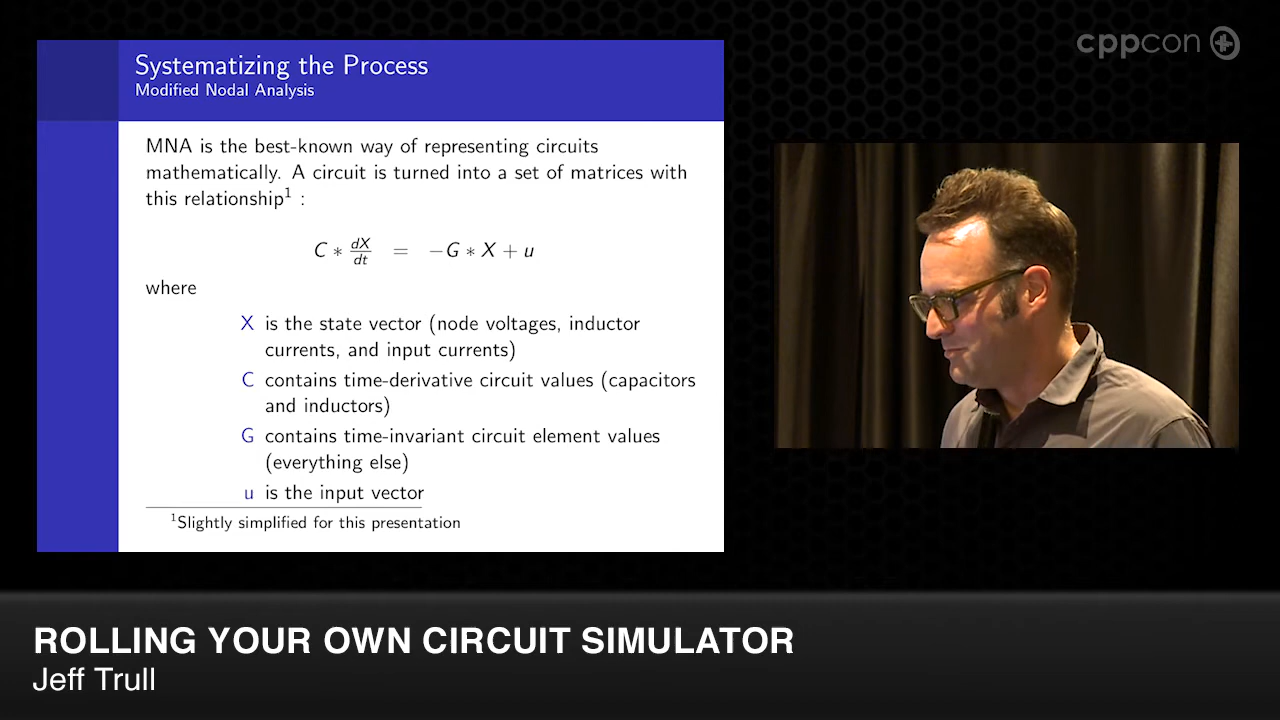 cppcon
Systematizing the Process
Modified Nodal Analysis
MNA is the best-known way of representing circuits
mathematically. A circuit is turned into a set of matrices with
this relationship¹ :
C ∗ dX/dt = −G ∗ X + u
where
X is the state vector (node voltages, inductor
currents, and input currents)
C contains time-derivative circuit values (capacitors
and inductors)
G contains time-invariant circuit element values
(everything else)
u is the input vector
¹Slightly simplified for this presentation
ROLLING YOUR OWN CIRCUIT SIMULATOR
Jeff Trull